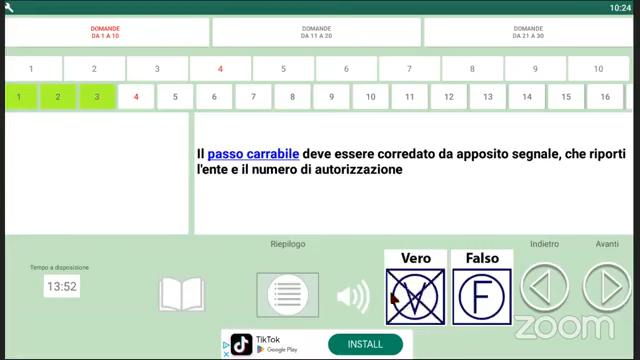 10:24
DOMANDE
DA 1 A 10
DOMANDE
DA 11 A 20
DOMANDE
DA 21 A 30
1 2 3 4 5 6 7 8 9 10
1 2 3 4 5 6 7 8 9 10 11 12 13 14 15 16
Il passo carrabile deve essere corredato da apposito segnale, che riporti
l'ente e il numero di autorizzazione
Riepilogo
Indietro
Avanti
Vero
Falso
Tempo a disposizione
13:52
V
F
zoom
TikTok
Google Play
INSTALL